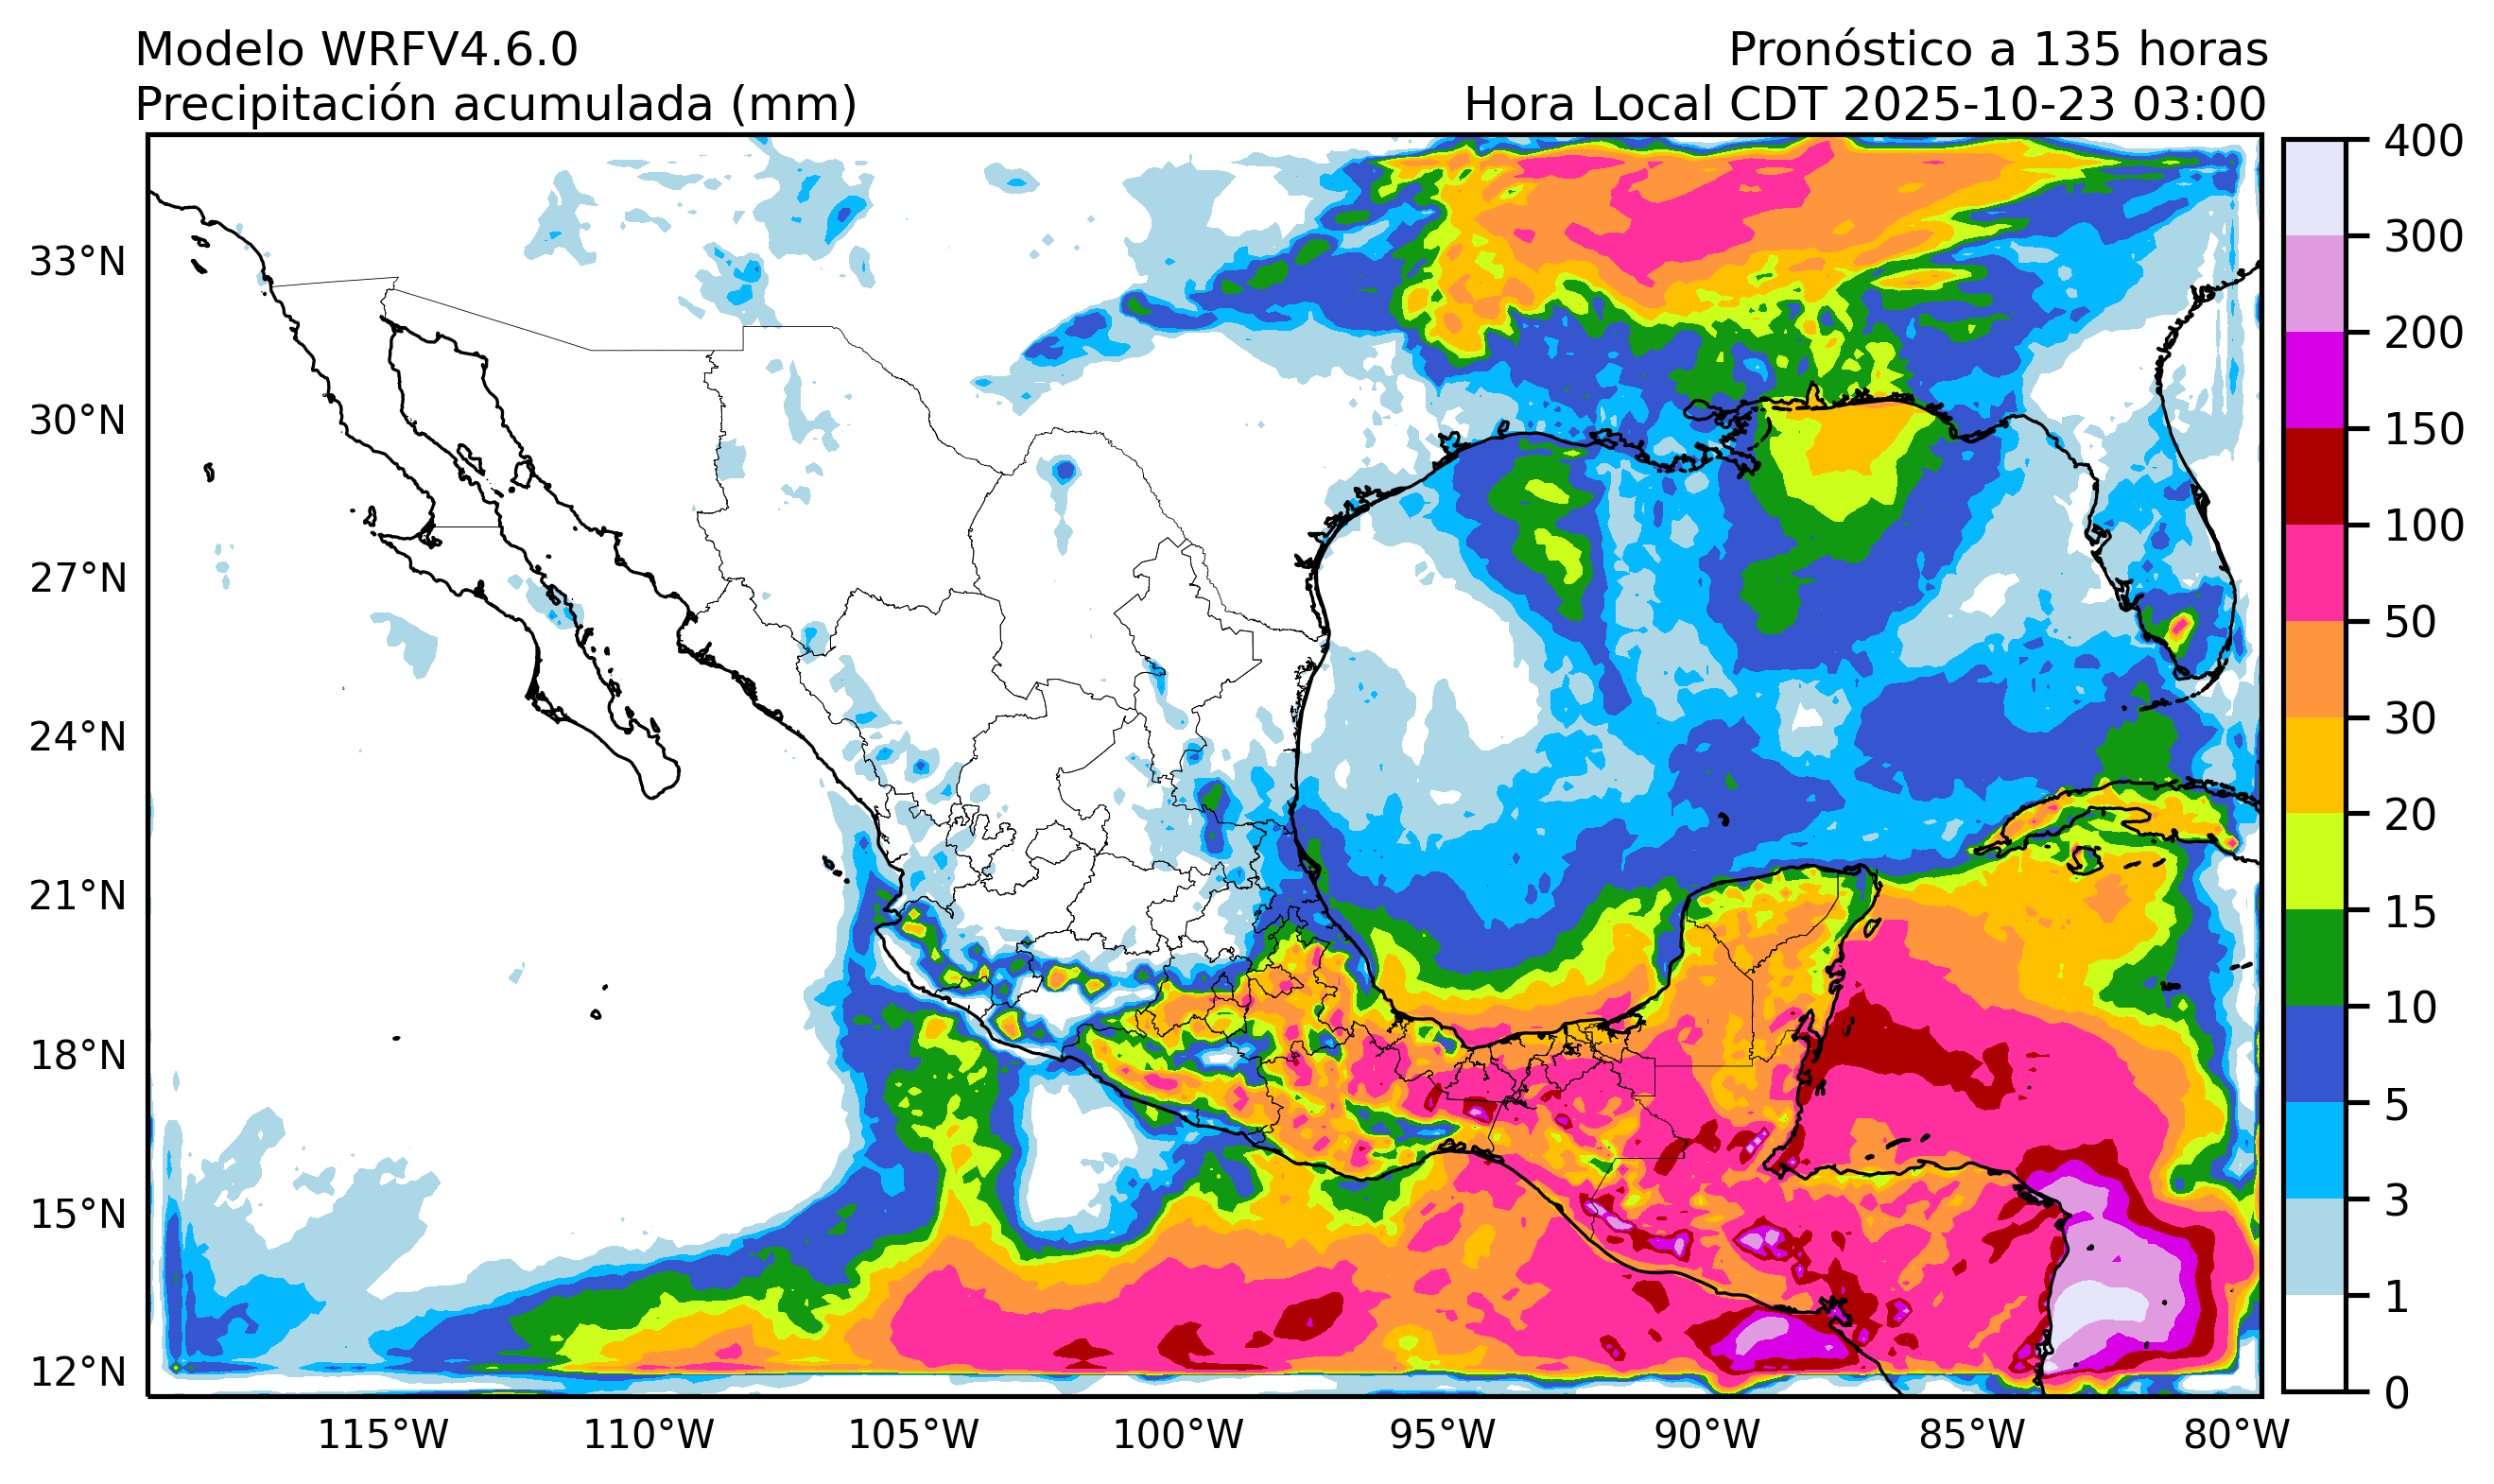 Modelo WRFV4.6.0
Pronóstico a 135 horas
Precipitación acumulada (mm)
Hora Local CDT 2025-10-23 03:00
33°N
30°N
27°N
24°N
21°N
18°N
15°N
12°N
115°W
110°W
105°W
100°W
95°W
90°W
85°W
80°W
400
300
200
150
100
50
30
20
15
10
5
3
1
0